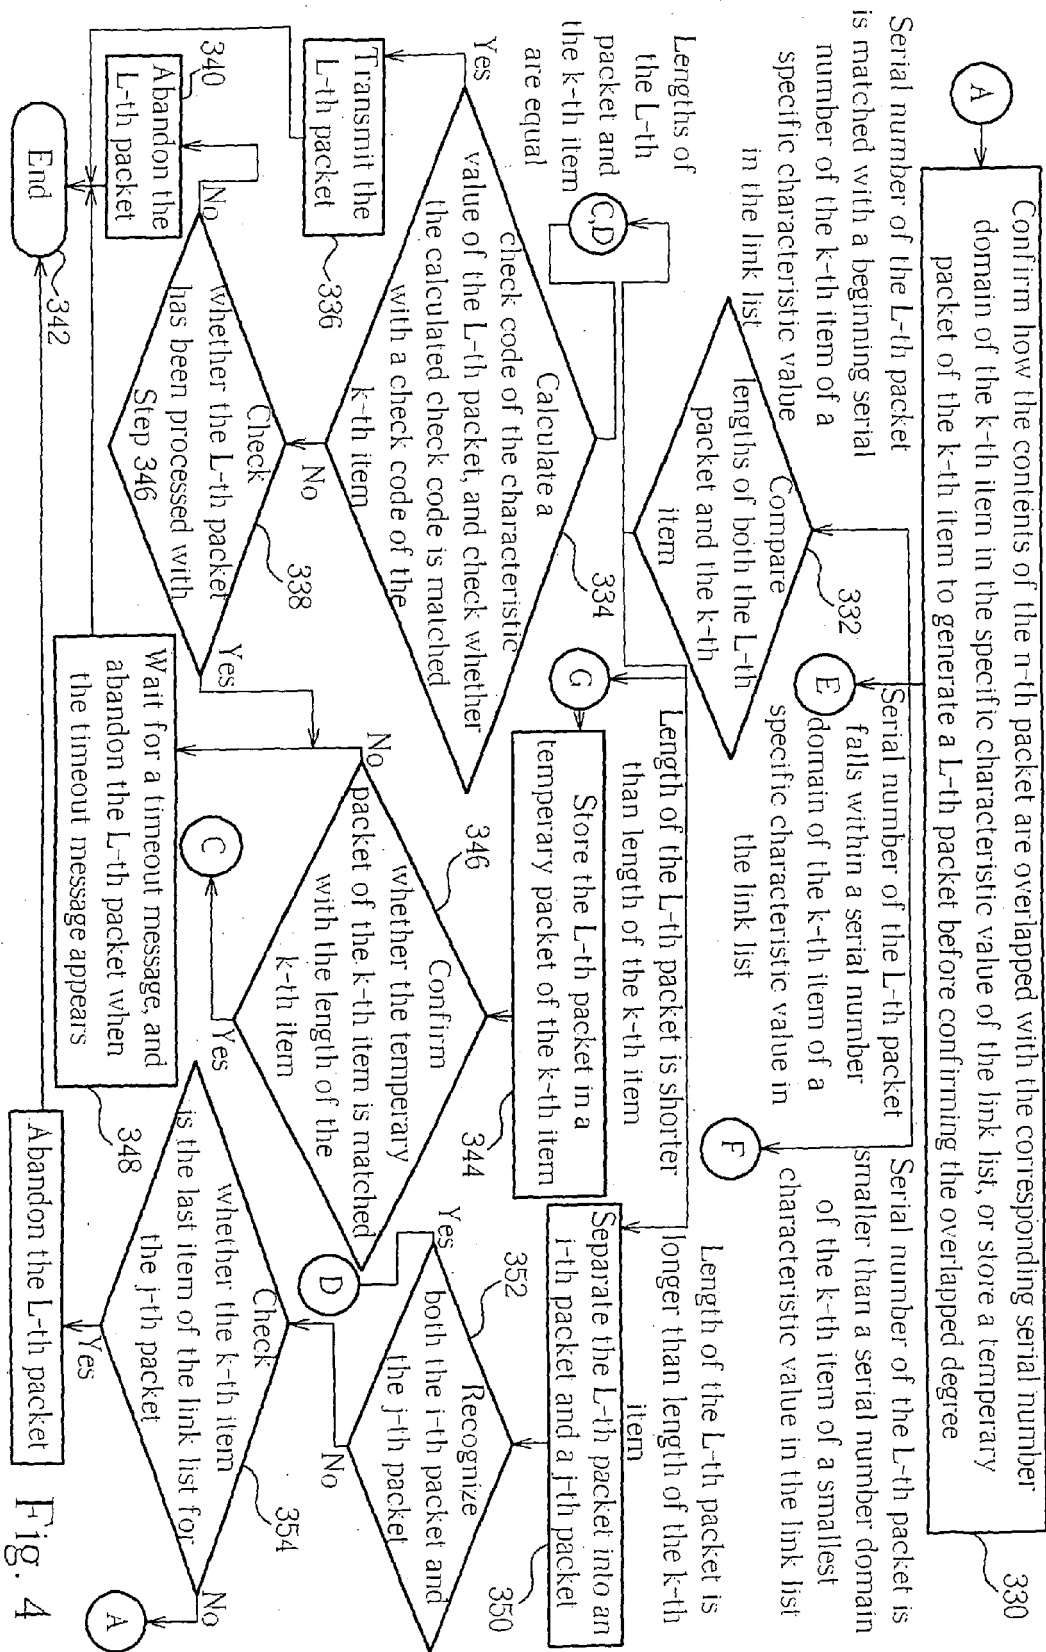 A
Confirm how the contents of the n-th packet are overlapped with the corresponding serial number
domain of the k-th item in the specific characteristic value of the link list, or store a temperary
packet of the k-th item to generate a L-th packet before confirming the overlapped degree
330
Serial number of the L-th packet
is matched with a beginning serial
number of the k-th item of a
specific characteristic value
in the link list
E
Serial number of the L-th packet
falls within a serial number
domain of the k-th item of a
specific characteristic value in
the link list
F
Serial number of the L-th packet is
smaller than a serial number domain
of the k-th item of a smallest
characteristic value in the link list
Compare
lengths of both the L-th
packet and the k-th
item
332
Lengths of
the L-th
packet and
the k-th item
are equal
C,D
Length of the L-th packet is shorter
than length of the k-th item
Length of the L-th packet is
longer than length of the k-th
item
G
Calculate a
check code of the characteristic
value of the L-th packet, and check whether
the calculated check code is matched
with a check code of the
k-th item
334
Yes
No
Store the L-th packet in a
temperary packet of the k-th item
344
Separate the L-th packet into an
i-th packet and a j-th packet
350
Transmit the
L-th packet
336
Confirm
whether the temperary
packet of the k-th item is matched
with the length of the
k-th item
346
No
Yes
Recognize
both the i-th packet and
the j-th packet
352
Yes
No
D
Check
whether the L-th packet
has been processed with
Step 346
338
No
Yes
C
Abandon the
L-th packet
340
Wait for a timeout message, and
abandon the L-th packet when
the timeout message appears
348
Check
whether the k-th item
is the last item of the link list for
the j-th packet
354
Yes
No
A
Abandon the L-th packet
End
342
Fig. 4